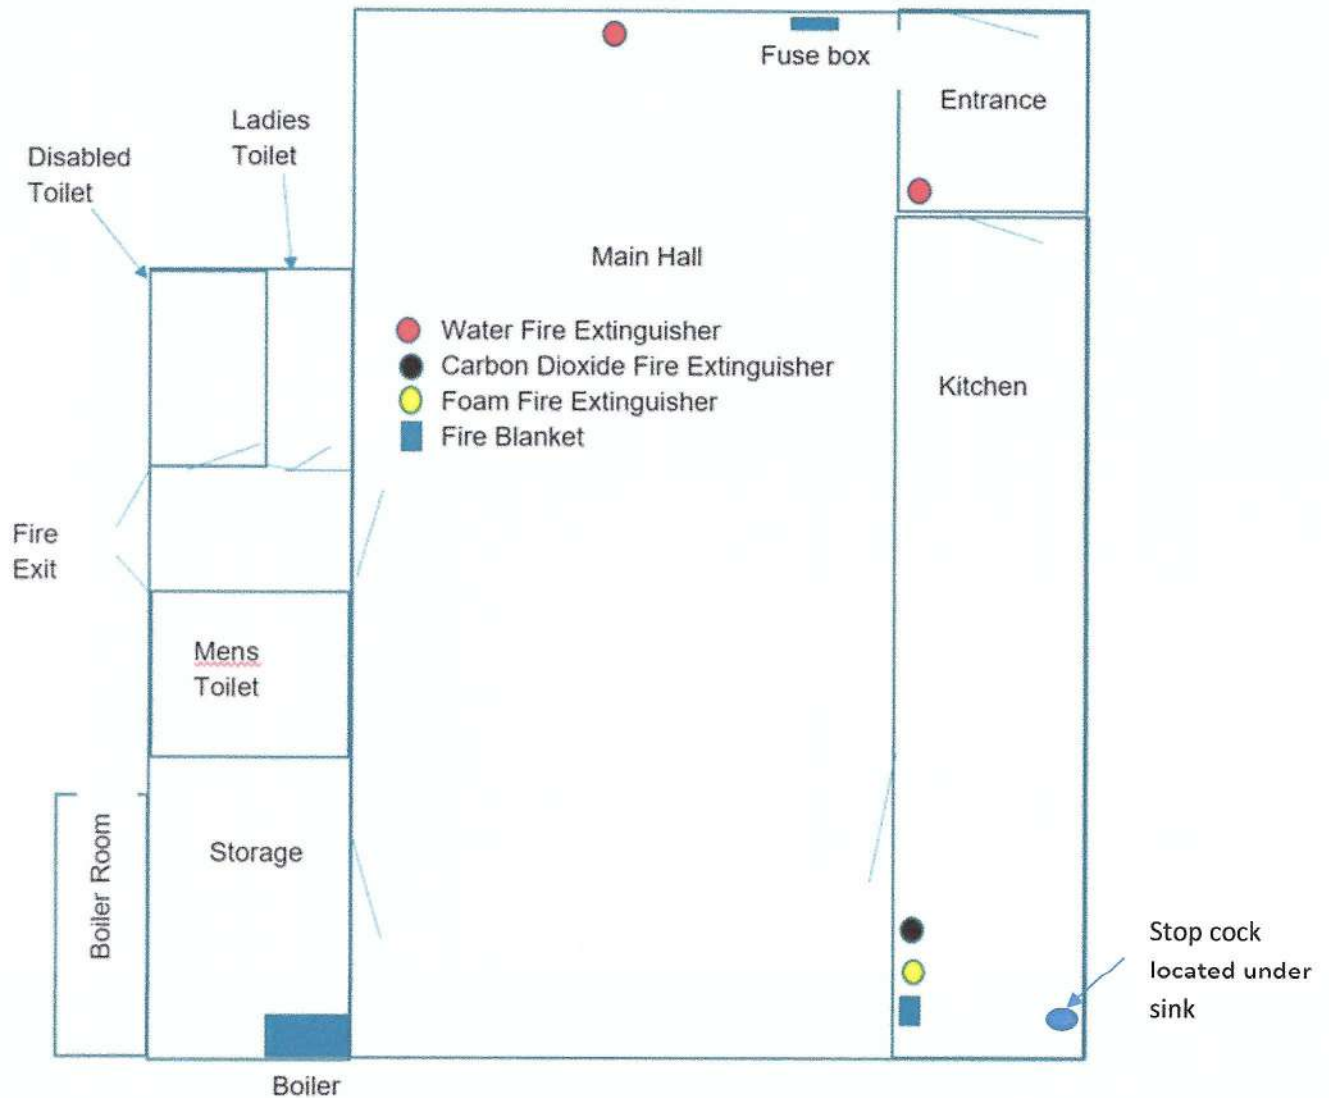 Fuse box
Entrance
Ladies
Toilet
Disabled
Toilet
Main Hall
Water Fire Extinguisher
Carbon Dioxide Fire Extinguisher
Foam Fire Extinguisher
Fire Blanket
Kitchen
Fire
Exit
Mens
Toilet
Storage
Boiler Room
Stop cock
located under
sink
Boiler